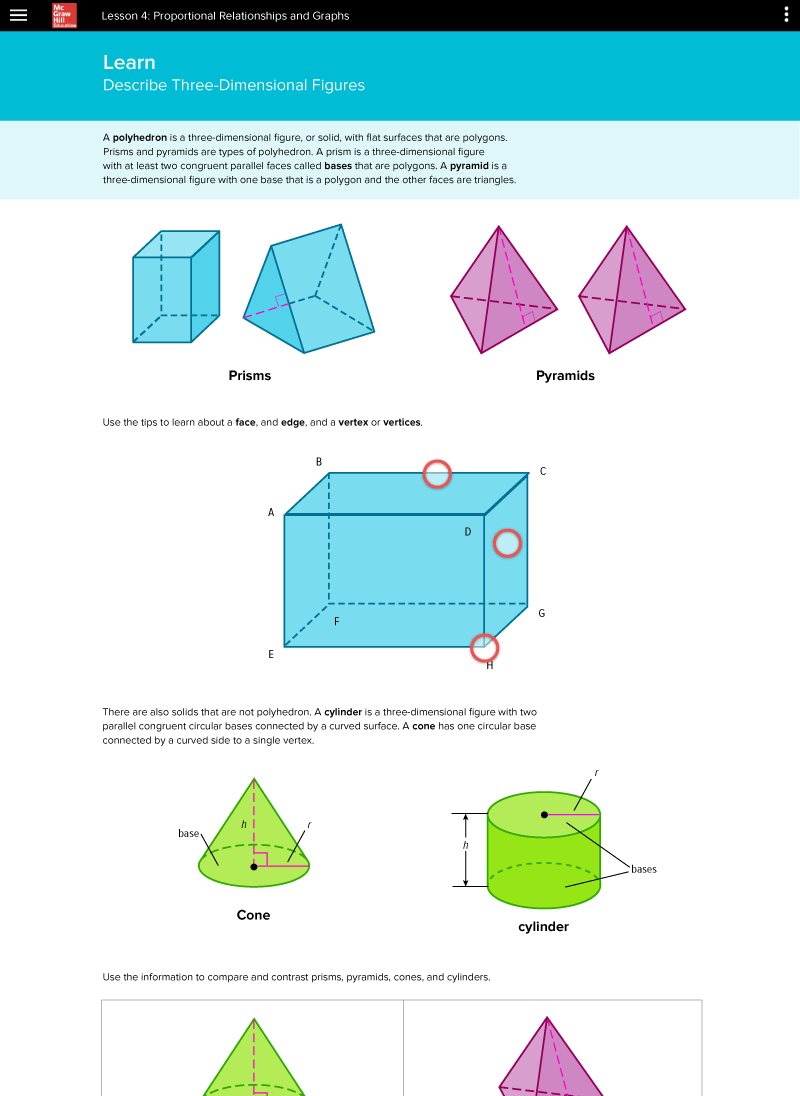 Mc
Graw
Hill
Education
Lesson 4: Proportional Relationships and Graphs
Learn
Describe Three-Dimensional Figures
A polyhedron is a three-dimensional figure, or solid, with flat surfaces that are polygons.
Prisms and pyramids are types of polyhedron. A prism is a three-dimensional figure
with at least two congruent parallel faces called bases that are polygons. A pyramid is a
three-dimensional figure with one base that is a polygon and the other faces are triangles.
Prisms
Pyramids
Use the tips to learn about a face, and edge, and a vertex or vertices.
B
C
A
D
F
G
E
H
There are also solids that are not polyhedron. A cylinder is a three-dimensional figure with two
parallel congruent circular bases connected by a curved surface. A cone has one circular base
connected by a curved side to a single vertex.
base
h
r
Cone
r
h
bases
cylinder
Use the information to compare and contrast prisms, pyramids, cones, and cylinders.